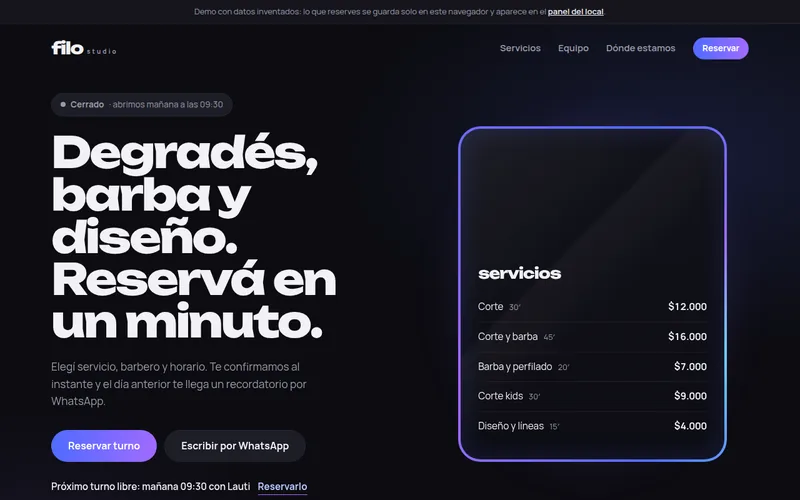 Demo con datos inventados: lo que reserves se guarda solo en este navegador y aparece en el panel del local.
filo studio
Servicios
Equipo
Dónde estamos
Reservar
Cerrado · abrimos mañana a las 09:30
Degradés,
barba y
diseño.
Reservá en
un minuto.
Elegí servicio, barbero y horario. Te confirmamos al
instante y el día anterior te llega un recordatorio por
WhatsApp.
Reservar turno
Escribir por WhatsApp
Próximo turno libre: mañana 09:30 con Lauti Reservarlo
servicios
Corte 30′ $12.000
Corte y barba 45′ $16.000
Barba y perfilado 20′ $7.000
Corte kids 30′ $9.000
Diseño y líneas 15′ $4.000